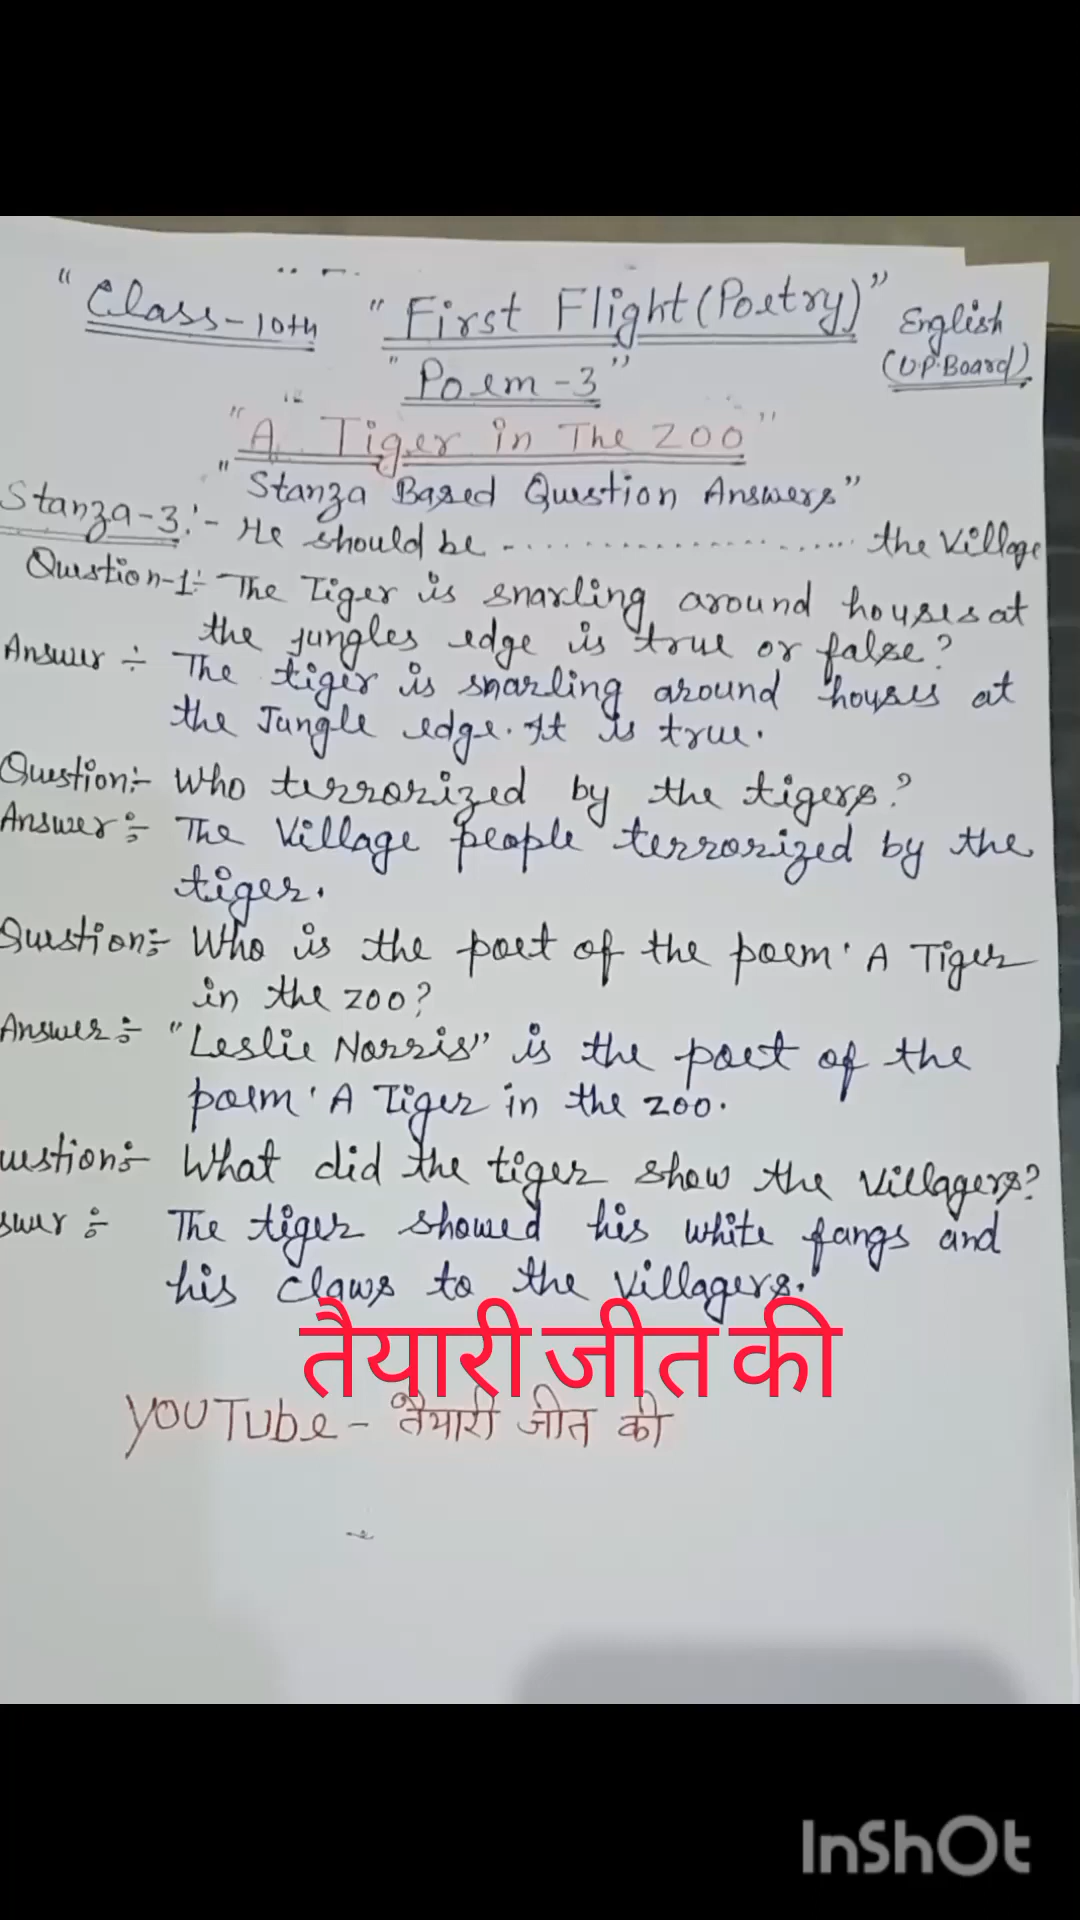 "Class-10th "First Flight (Poetry)" English
"Poem-3" (U.P. Board)
"A Tiger in The Zoo"
"Stanza Based Question Answers"
Stanza-3:- He should be ................... the Village
Question-1:- The Tiger is snarling around houses at
the jungles edge is true or false?
Answer ÷ The tiger is snarling around houses at
the Jungle edge. It is true.
Question:- Who terrorized by the tigers?
Answer :- The Village people terrorized by the
tiger.
Question:- Who is the poet of the poem 'A Tiger
in the zoo?
Answer:- "Leslie Norris" is the poet of the
poem 'A Tiger in the zoo.
uestion:- What did the tiger show the villagers?
swer :- The tiger showed his white fangs and
his claws to the villagers.
तैयारी जीत की
YOUTube - तैयारी जीत की
InShOt